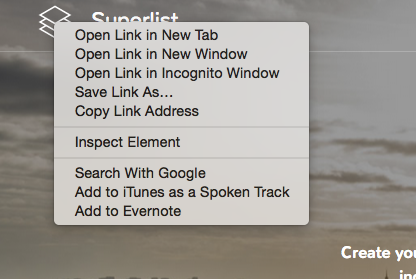 Superlist
Open Link in New Tab
Open Link in New Window
Open Link in Incognito Window
Save Link As...
Copy Link Address
Inspect Element
Search With Google
Add to iTunes as a Spoken Track
Add to Evernote
Create